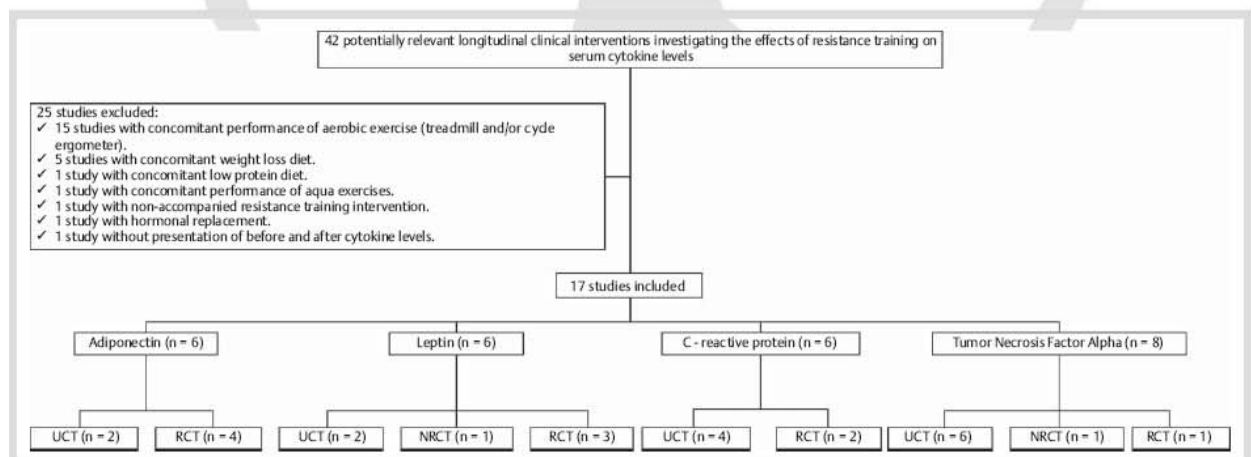 42 potentially relevant longitudinal clinical interventions investigating the effects of resistance training on
serum cytokine levels
25 studies excluded:
✓ 15 studies with concomitant performance of aerobic exercise (treadmill and/or cycle
ergometer).
✓ 5 studies with concomitant weight loss diet.
✓ 1 study with concomitant low protein diet.
✓ 1 study with concomitant performance of aqua exercises.
✓ 1 study with non-accompanied resistance training intervention.
✓ 1 study with hormonal replacement.
✓ 1 study without presentation of before and after cytokine levels.
17 studies included
Adiponectin (n = 6)
Leptin (n = 6)
C - reactive protein (n = 6)
Tumor Necrosis Factor Alpha (n = 8)
UCT (n = 2)
RCT (n = 4)
UCT (n = 2)
NRCT (n = 1)
RCT (n = 3)
UCT (n = 4)
RCT (n = 2)
UCT (n = 6)
NRCT (n = 1)
RCT (n = 1)